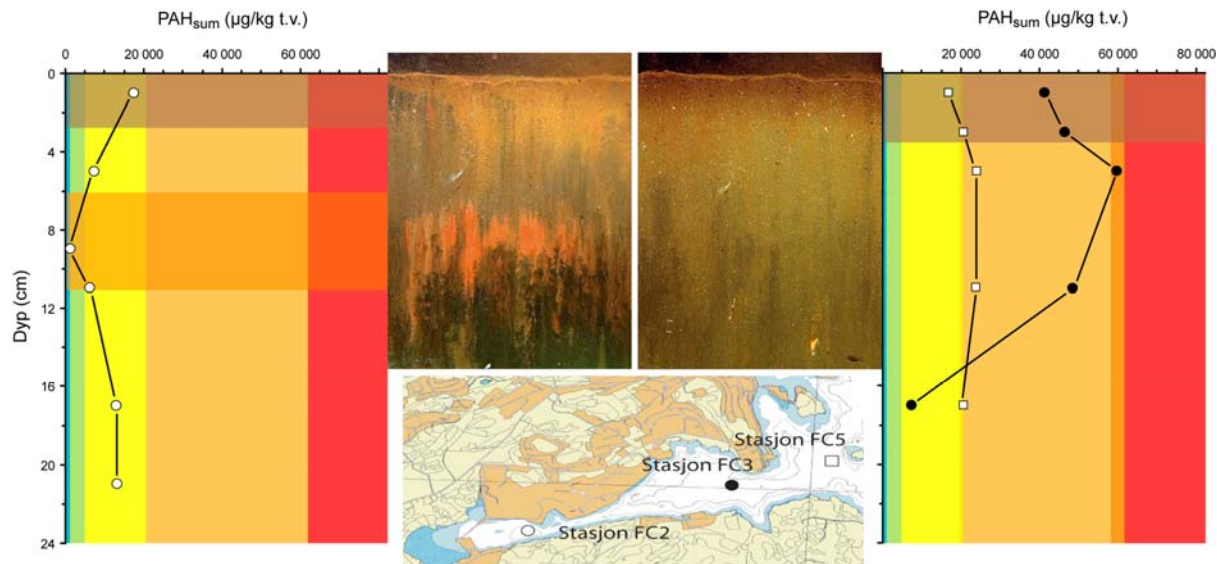 PAHsum (µg/kg t.v.)
0 20 000 40 000 60 000
Dyp (cm)
0
4
8
12
16
20
24
PAHsum (µg/kg t.v.)
20 000 40 000 60 000 80 000
Stasjon FC5
Stasjon FC3
Stasjon FC2